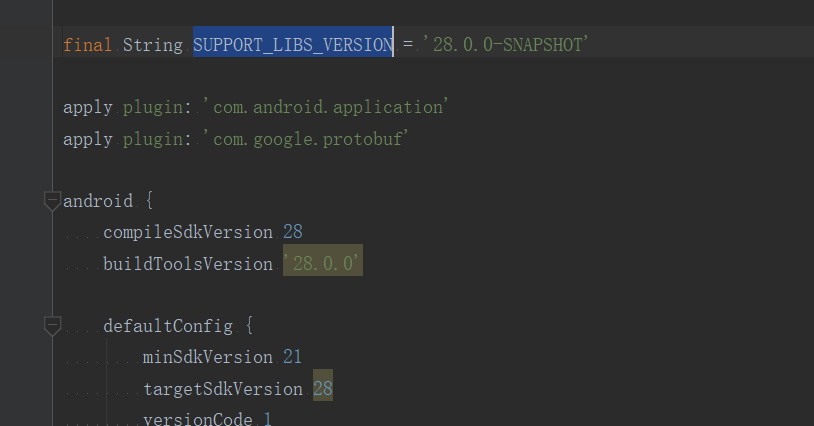 final String SUPPORT_LIBS_VERSION = '28.0.0-SNAPSHOT'
apply plugin: 'com.android.application'
apply plugin: 'com.google.protobuf'
android {
compileSdkVersion 28
buildToolsVersion '28.0.0'
defaultConfig {
minSdkVersion 21
targetSdkVersion 28
versionCode 1